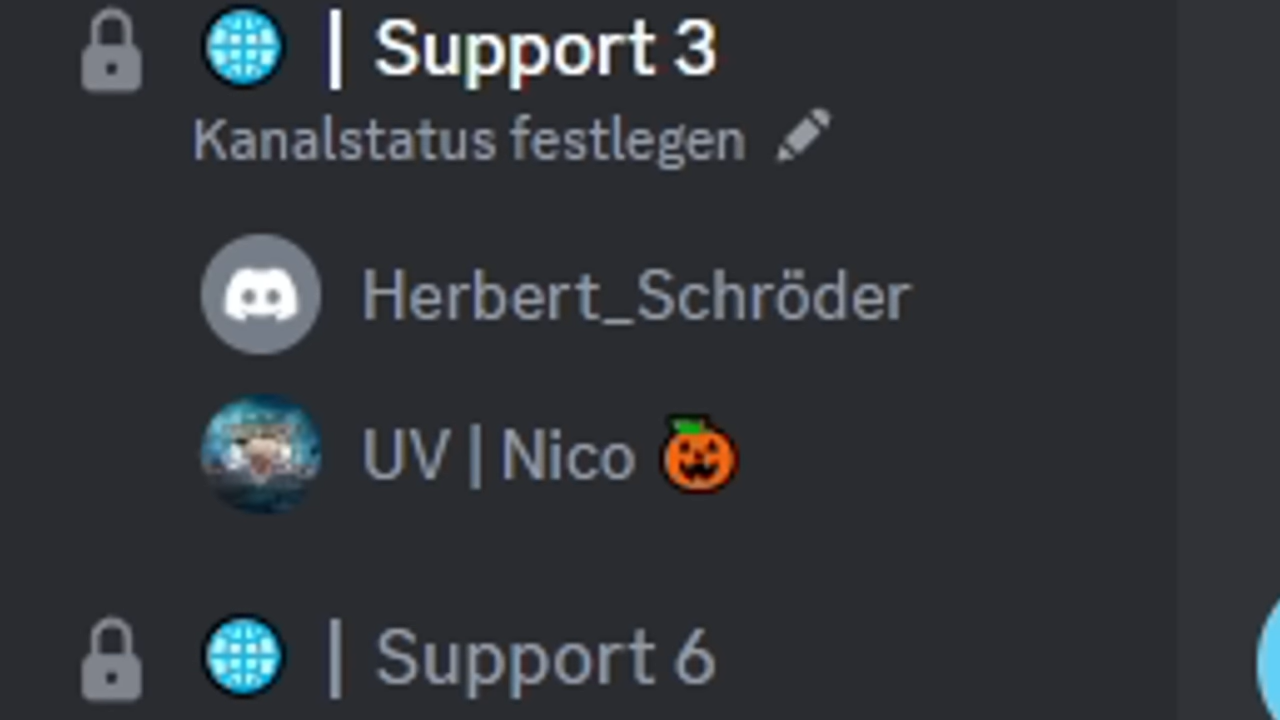 🌐 | Support 3
Kanalstatus festlegen
Herbert_Schröder
UV | Nico 🎃
🌐 | Support 6